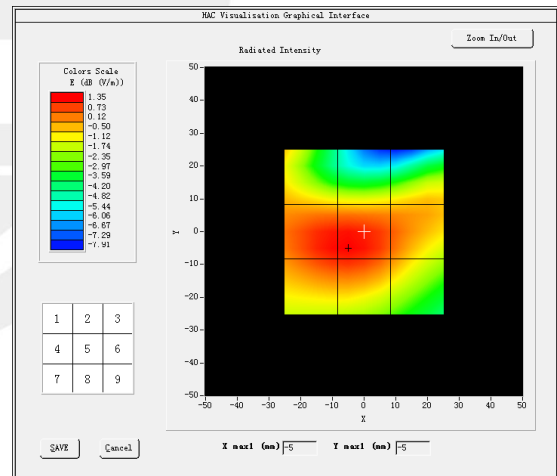 HAC Visualisation Graphical Interface
Zoom In/Out
Radiated Intensity
Colors Scale
E (dB (V/m))
1.35
0.73
0.12
-0.50
-1.12
-1.74
-2.35
-2.97
-3.59
-4.20
-4.82
-5.44
-6.06
-6.67
-7.29
-7.91
50
40
30
20
10
0
-10
-20
-30
-40
-50
Y
-50 -40 -30 -20 -10 0 10 20 30 40 50
X
1 2 3
4 5 6
7 8 9
SAVE Cancel X max1 (mm) -5 Y max1 (mm) -5